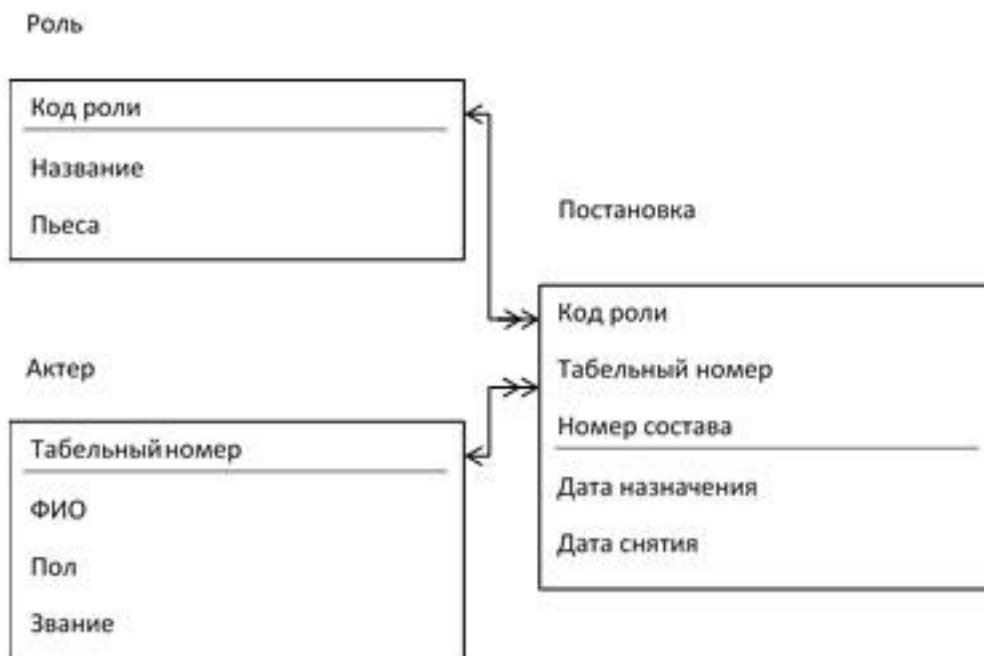 Роль
Код роли
Название
Пьеса
Постановка
Код роли
Табельный номер
Номер состава
Дата назначения
Дата снятия
Актер
Табельный номер
ФИО
Пол
Звание